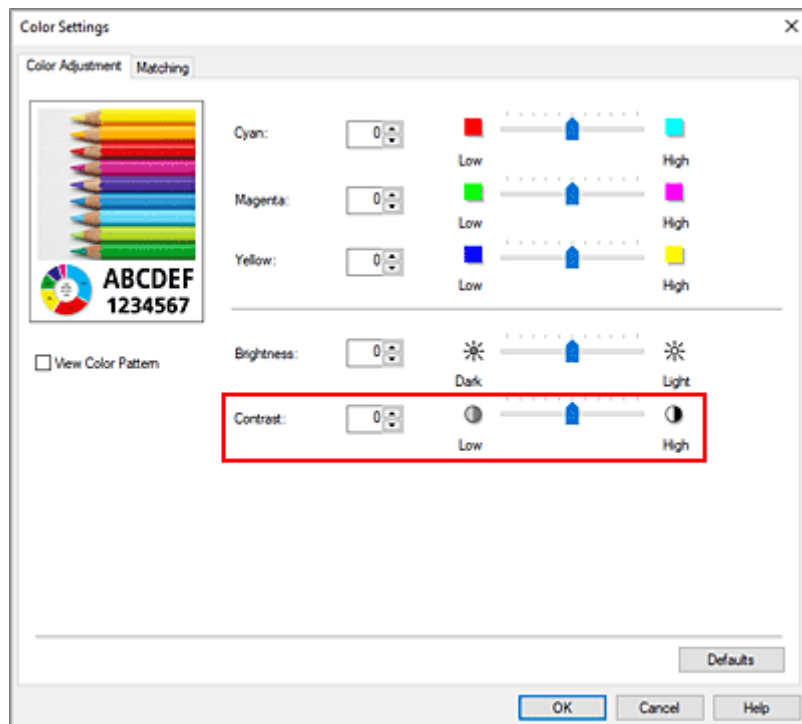 Color Settings
Color Adjustment Matching
Cyan: 0
Low High
Magenta: 0
Low High
Yellow: 0
Low High
ABCDEF
1234567
View Color Pattern
Brightness: 0
Dark Light
Contrast: 0
Low High
Defaults
OK Cancel Help